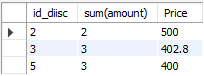 id_diisc sum(amount) Price
2 2 500
3 3 402.8
5 3 400